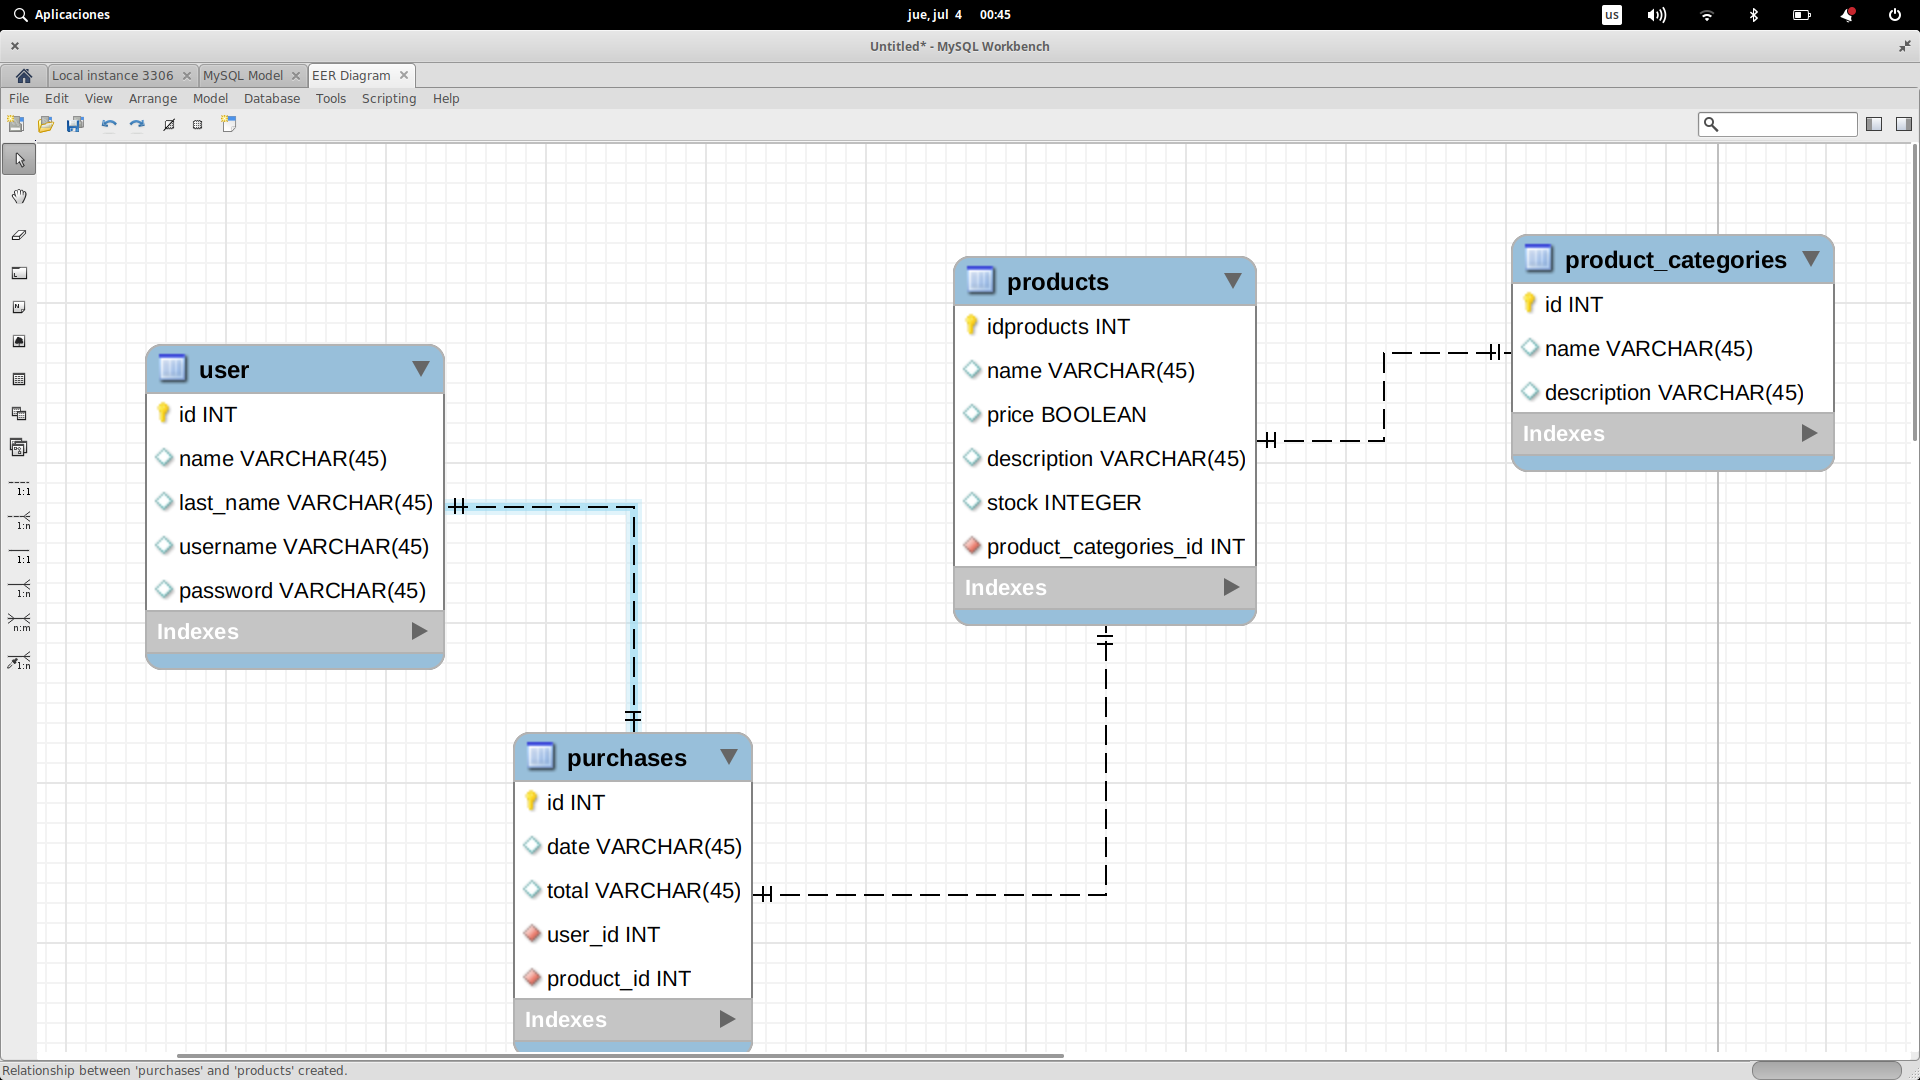 Aplicaciones
jue, jul 4 00:45
us
Untitled* - MySQL Workbench
Local instance 3306
MySQL Model
EER Diagram
File Edit View Arrange Model Database Tools Scripting Help
1:1
1:n
1:1
1:n
n:m
1:n
user
id INT
name VARCHAR(45)
last_name VARCHAR(45)
username VARCHAR(45)
password VARCHAR(45)
Indexes
products
idproducts INT
name VARCHAR(45)
price BOOLEAN
description VARCHAR(45)
stock INTEGER
product_categories_id INT
Indexes
product_categories
id INT
name VARCHAR(45)
description VARCHAR(45)
Indexes
purchases
id INT
date VARCHAR(45)
total VARCHAR(45)
user_id INT
product_id INT
Indexes
Relationship between 'purchases' and 'products' created.